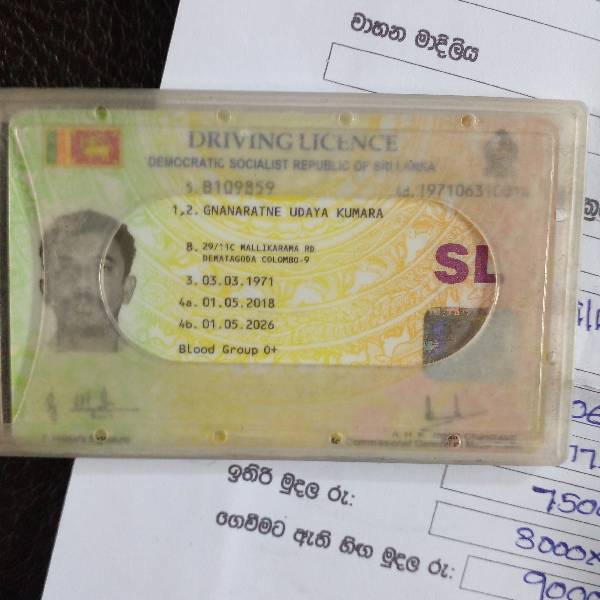 වාහන මාදිලිය
DRIVING LICENCE
DEMOCRATIC SOCIALIST REPUBLIC OF SRI LANKA
5. B109859
1,2. GNANARATNE UDAYA KUMARA
8. 29/11C MALLIKARAMA RD
DEMATAGODA COLOMBO-9
SL
3. 03.03.1971
4a. 01.05.2018
4b. 01.05.2026
Blood Group O+
ඉතිරි මුදල රු:
7500
8000
ගෙවීමට ඇති හිඟ මුදල රු:
9000